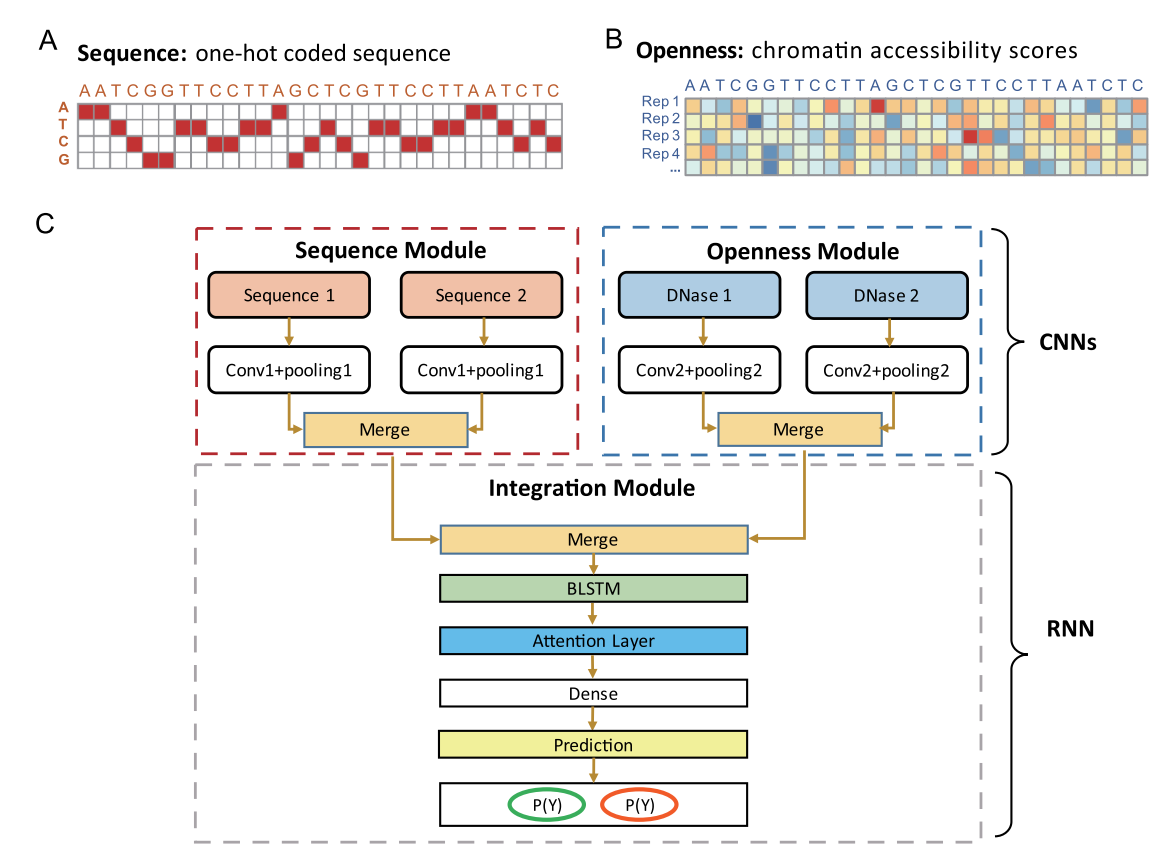 A
Sequence: one-hot coded sequence
A A T C G G T T C C T T A G C T C G T T C C T T A A T C T C
A
T
C
G
B
Openness: chromatin accessibility scores
A A T C G G T T C C T T A G C T C G T T C C T T A A T C T C
Rep 1
Rep 2
Rep 3
Rep 4
...
C
Sequence Module
Openness Module
Sequence 1
Sequence 2
DNase 1
DNase 2
CNNs
Conv1+pooling1
Conv1+pooling1
Conv2+pooling2
Conv2+pooling2
Merge
Merge
Integration Module
Merge
BLSTM
RNN
Attention Layer
Dense
Prediction
P(Y)
P(Y)